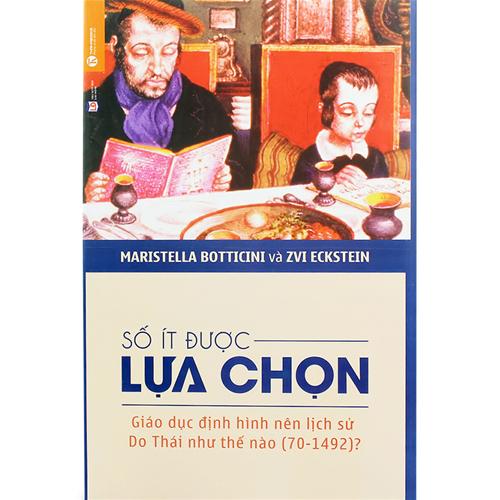 MARISTELLA BOTTICINI và ZVI ECKSTEIN
SỐ ÍT ĐƯỢC
LỰA CHỌN
Giáo dục định hình nên lịch sử
Do Thái như thế nào (70-1492)?